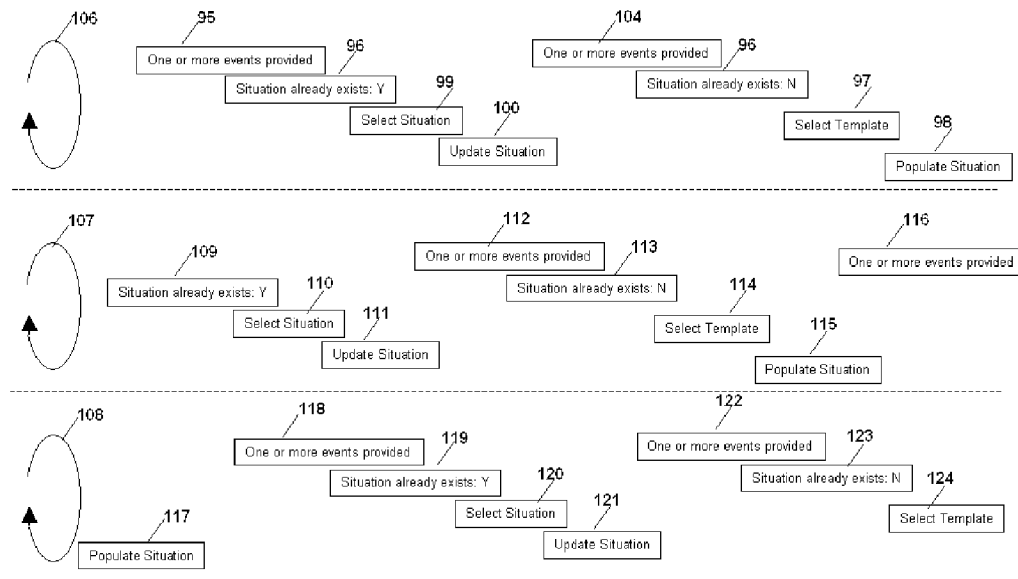 106
95
One or more events provided
96
Situation already exists: Y
99
Select Situation
100
Update Situation
104
One or more events provided
96
Situation already exists: N
97
Select Template
98
Populate Situation
107
109
Situation already exists: Y
110
Select Situation
111
Update Situation
112
One or more events provided
113
Situation already exists: N
114
Select Template
115
Populate Situation
116
One or more events provided
108
117
Populate Situation
118
One or more events provided
119
Situation already exists: Y
120
Select Situation
121
Update Situation
122
One or more events provided
123
Situation already exists: N
124
Select Template